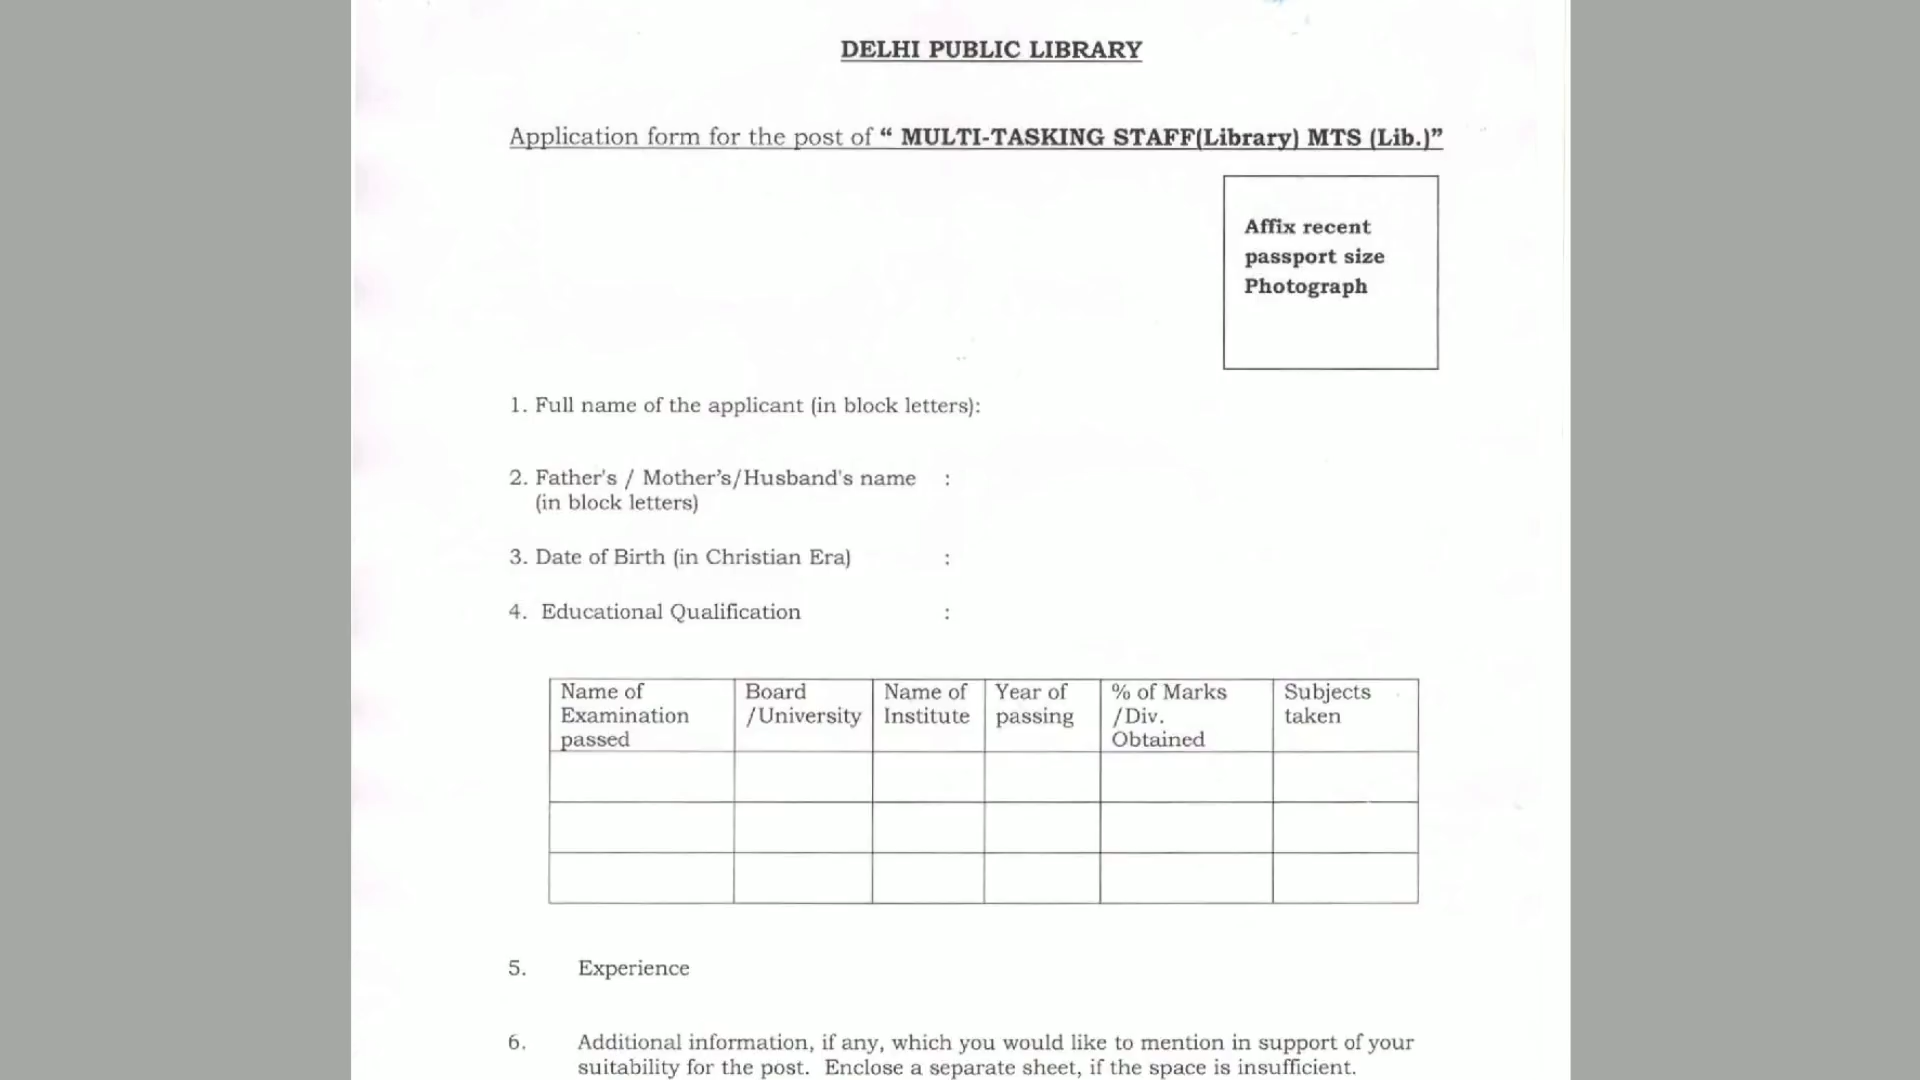 DELHI PUBLIC LIBRARY
Application form for the post of “ MULTI-TASKING STAFF(Library) MTS (Lib.)”
Affix recent
passport size
Photograph
1. Full name of the applicant (in block letters):
2. Father's / Mother’s/Husband's name :
(in block letters)
3. Date of Birth (in Christian Era) :
4. Educational Qualification :
Name of Examination passed | Board /University | Name of Institute | Year of passing | % of Marks /Div. Obtained | Subjects taken
5. Experience
6. Additional information, if any, which you would like to mention in support of your
suitability for the post. Enclose a separate sheet, if the space is insufficient.